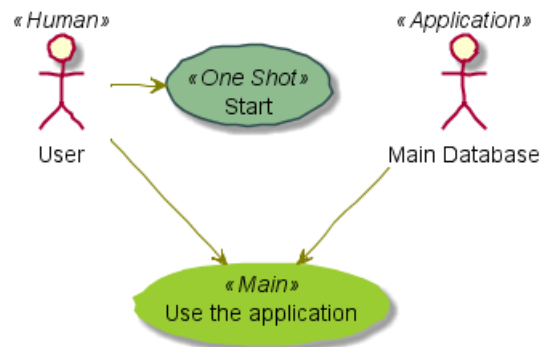 «Human»
User
«One Shot»
Start
«Application»
Main Database
«Main»
Use the application